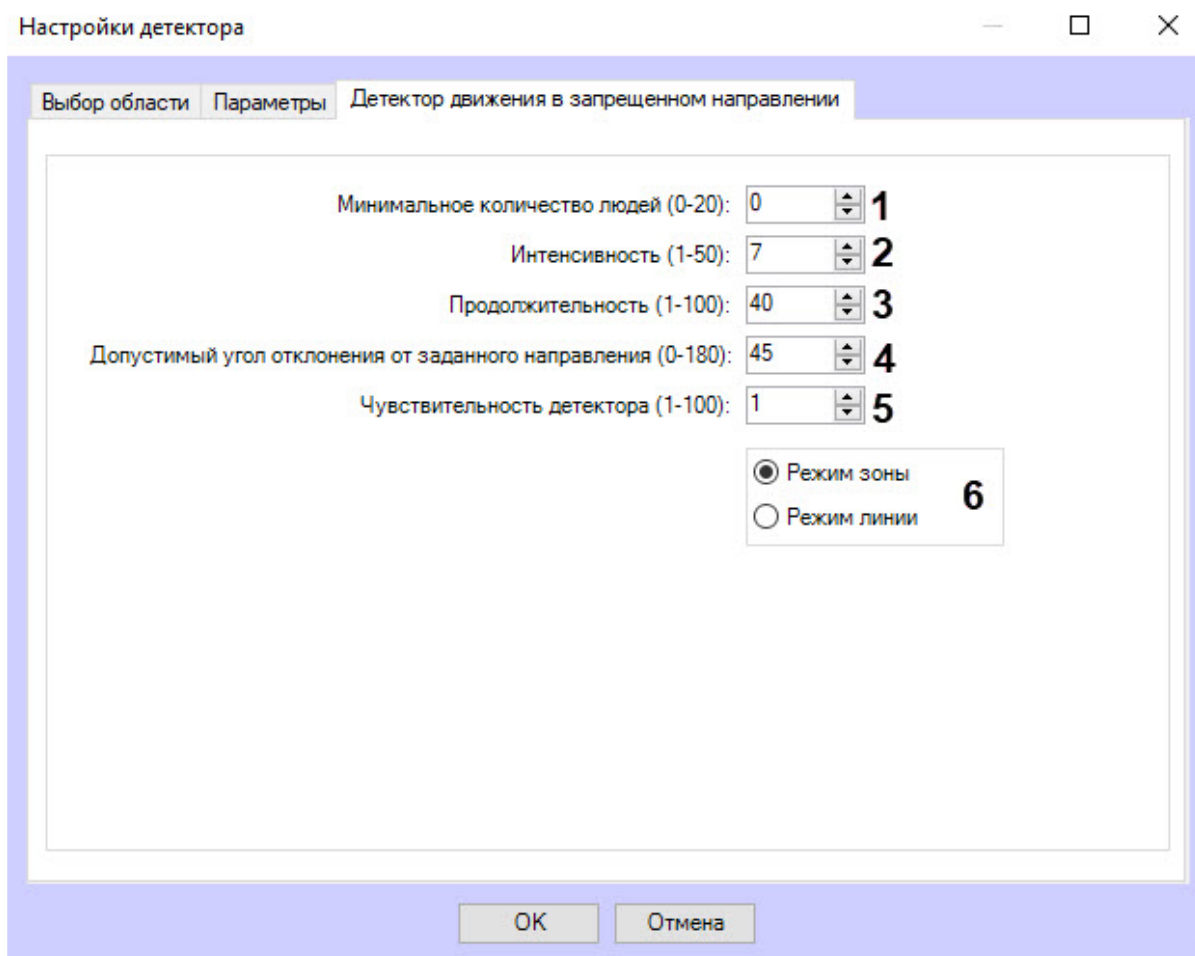 Настройки детектора
Выбор области Параметры Детектор движения в запрещенном направлении
Минимальное количество людей (0-20): 0 1
Интенсивность (1-50): 7 2
Продолжительность (1-100): 40 3
Допустимый угол отклонения от заданного направления (0-180): 45 4
Чувствительность детектора (1-100): 1 5
Режим зоны
6
Режим линии
OK Отмена